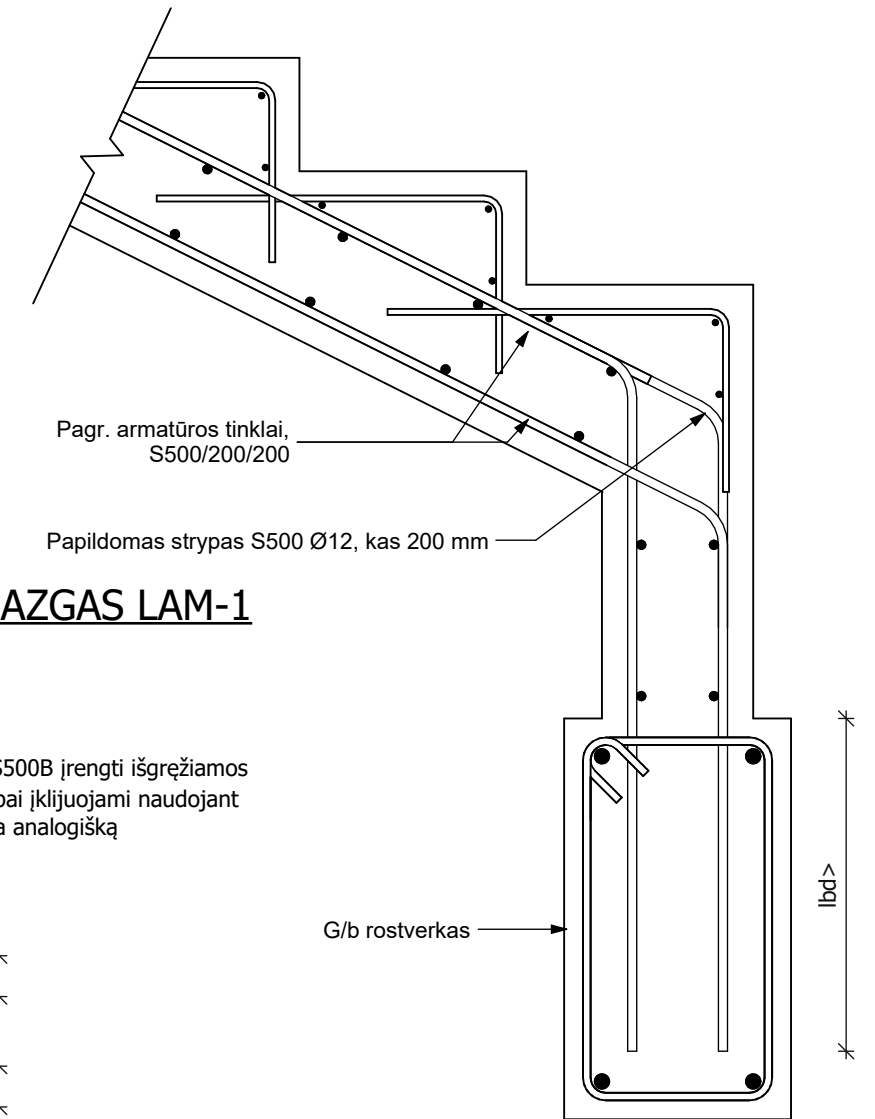 Pagr. armatūros tinklai,
S500/200/200
Papildomas strypas S500 Ø12, kas 200 mm
AZGAS LAM-1
S500B įrengti išgręžiamos
įklijuojami naudojant
analogišką
G/b rostverkas
lbd>